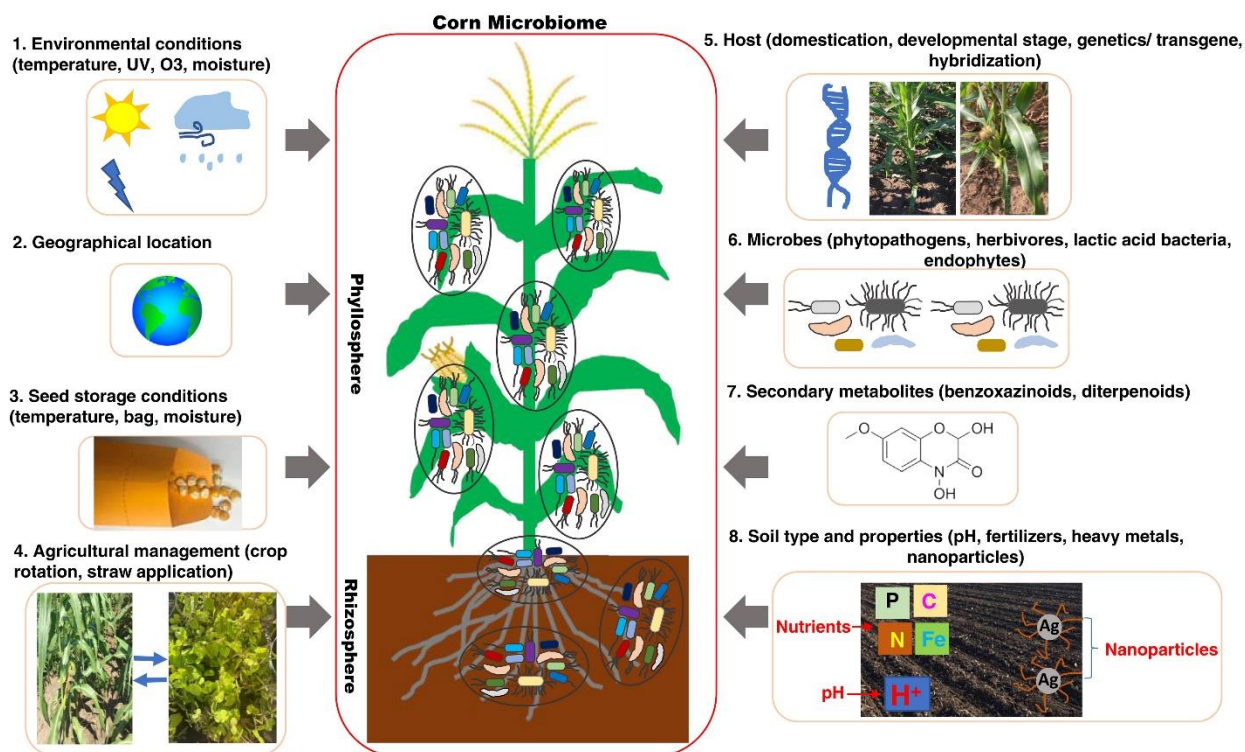 Corn Microbiome
1. Environmental conditions
(temperature, UV, O3, moisture)
2. Geographical location
3. Seed storage conditions
(temperature, bag, moisture)
4. Agricultural management (crop
rotation, straw application)
Phyllosphere
Rhizosphere
5. Host (domestication, developmental stage, genetics/ transgene,
hybridization)
6. Microbes (phytopathogens, herbivores, lactic acid bacteria,
endophytes)
7. Secondary metabolites (benzoxazinoids, diterpenoids)
O
O
OH
N
O
OH
8. Soil type and properties (pH, fertilizers, heavy metals,
nanoparticles)
P C
Nutrients
N Fe
pH
H+
Ag
Ag
Nanoparticles